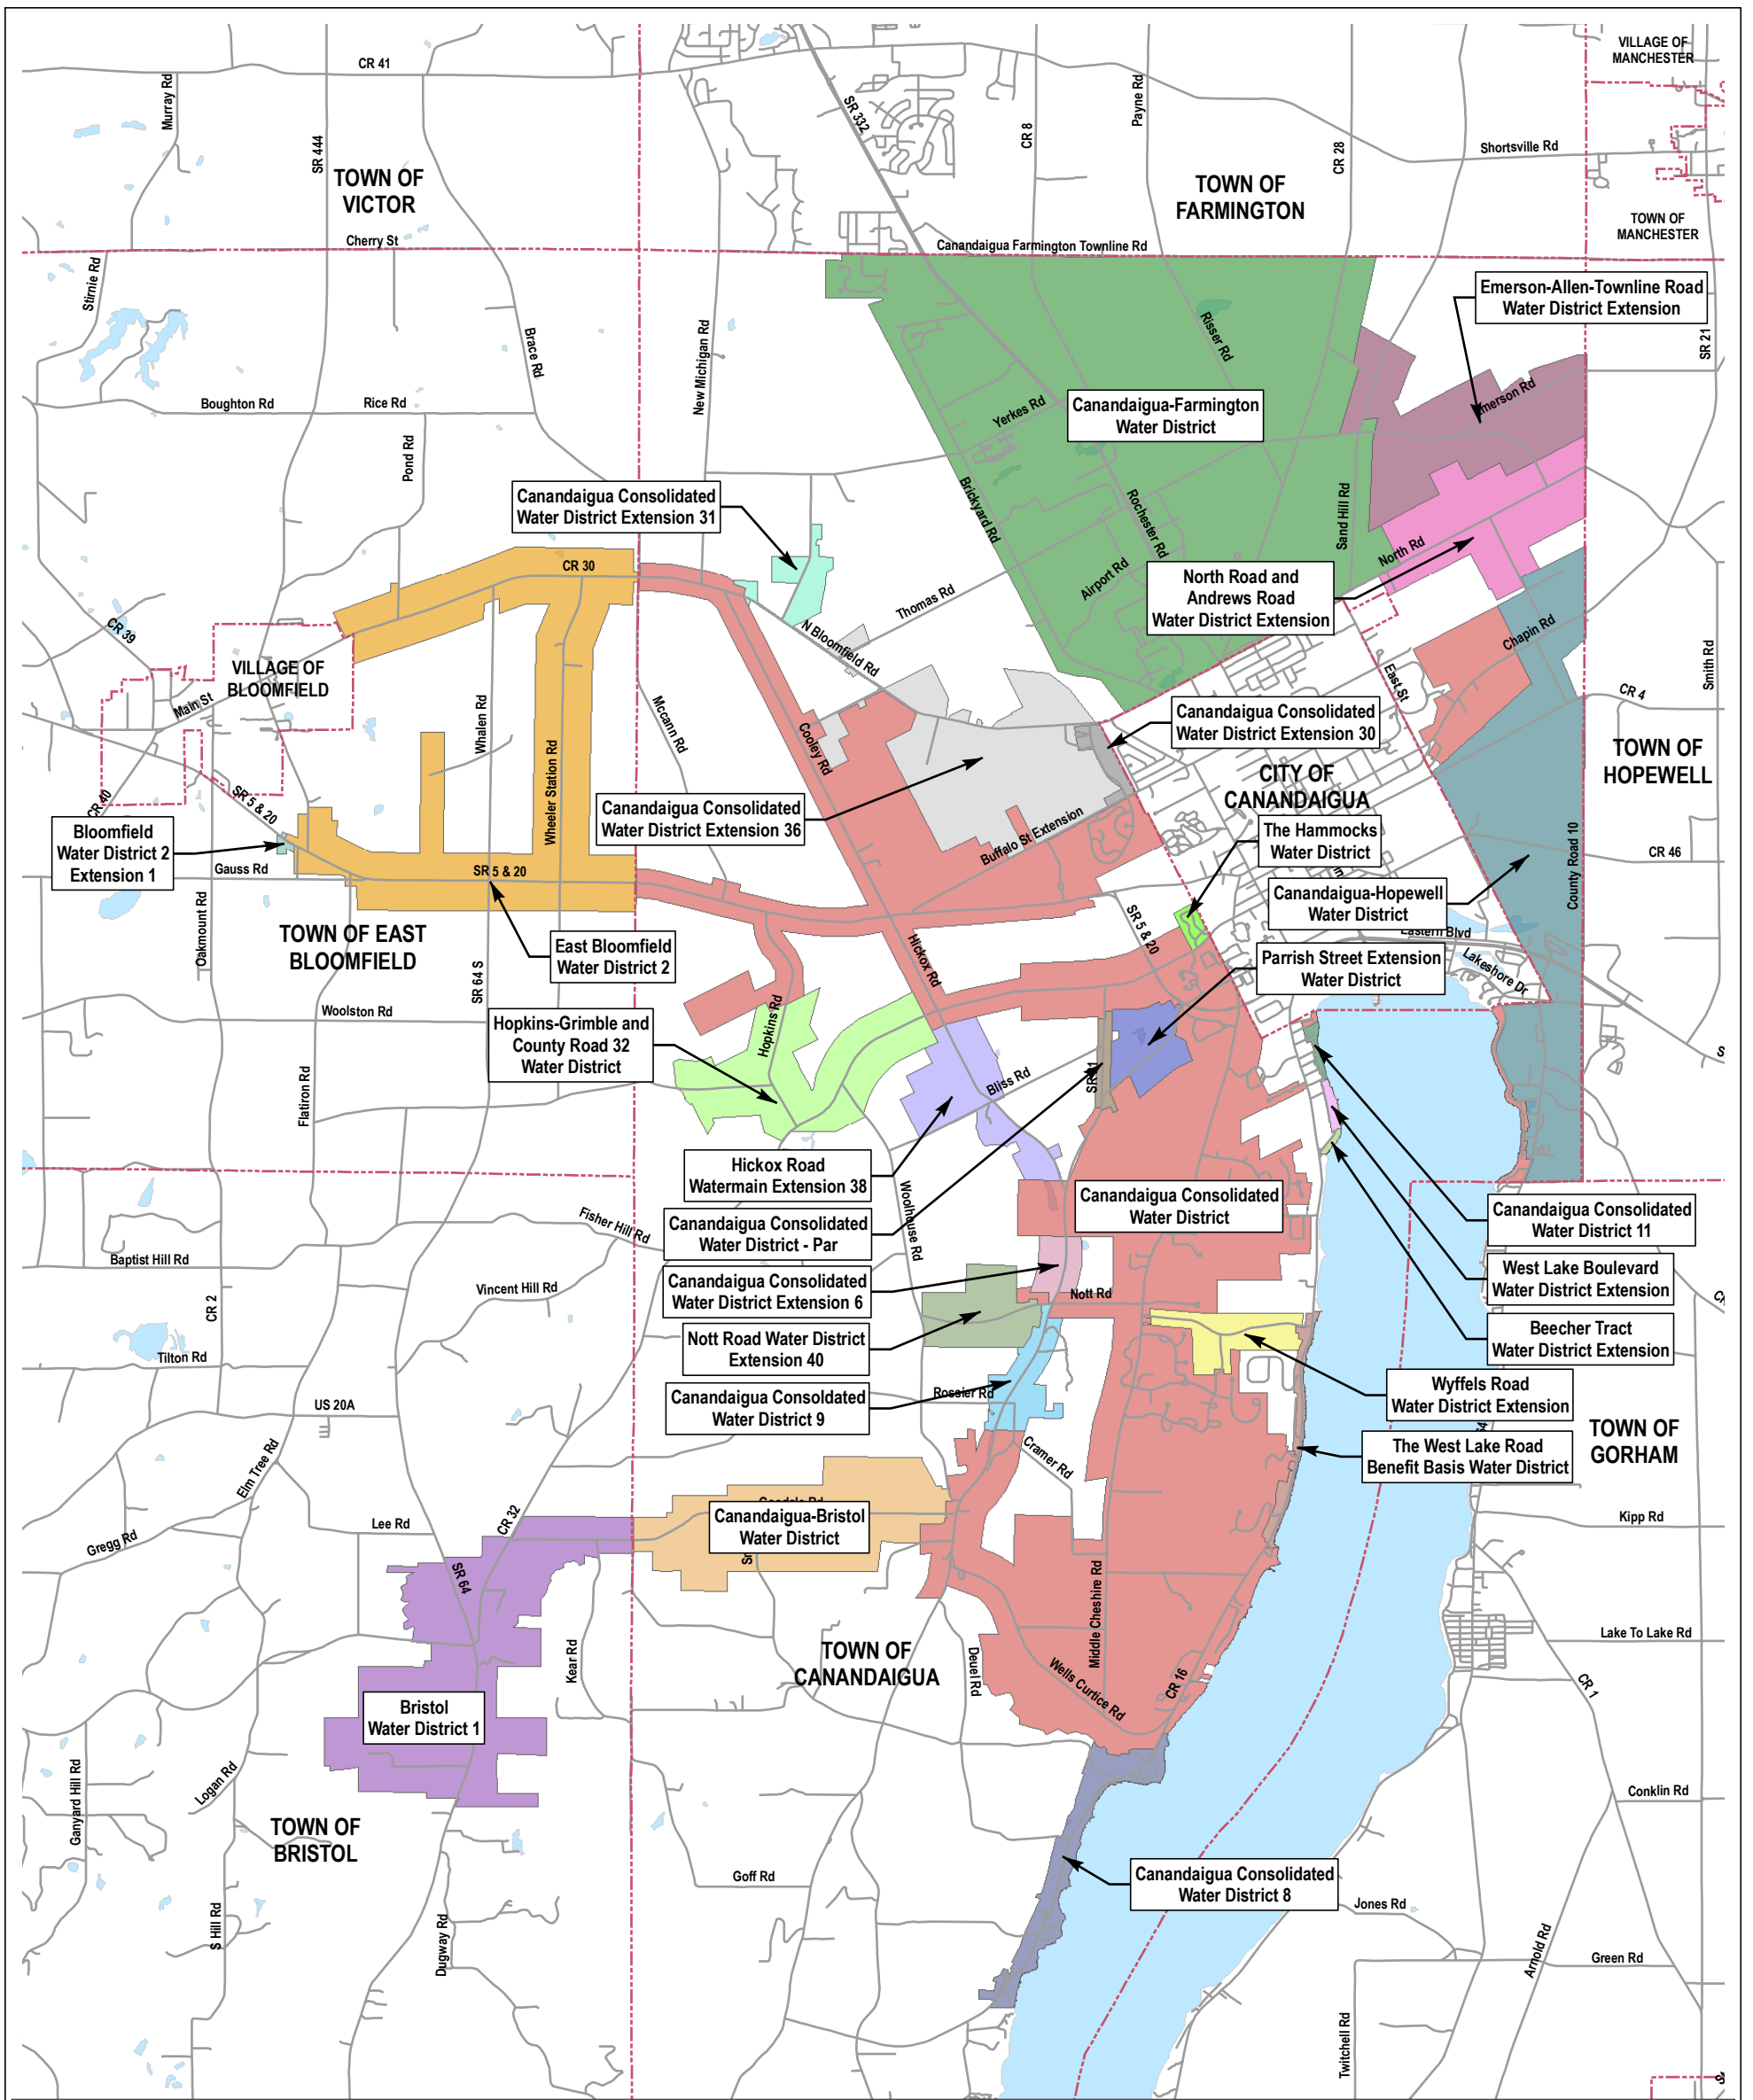 VILLAGE OF
MANCHESTER
CR 41
Murray Rd
SR 444
SR 332
CR 8
Payne Rd
CR 28
Shortsville Rd
TOWN OF
VICTOR
TOWN OF
FARMINGTON
TOWN OF
MANCHESTER
Cherry St
Canandaigua Farmington Townline Rd
Stirnie Rd
Brace Rd
New Michigan Rd
Risser Rd
SR 21
Emerson-Allen-Townline Road
Water District Extension
Emerson Rd
Boughton Rd
Rice Rd
Yerkes Rd
Canandaigua-Farmington
Water District
Pond Rd
Brickyard Rd
Rochester Rd
Sand Hill Rd
Canandaigua Consolidated
Water District Extension 31
North Rd
CR 30
Airport Rd
North Road and
Andrews Road
Water District Extension
Thomas Rd
N Bloomfield Rd
Chapin Rd
CR 39
VILLAGE OF
BLOOMFIELD
Main St
East St
Smith Rd
CR 4
Whalen Rd
Mccann Rd
Cooley Rd
Canandaigua Consolidated
Water District Extension 30
TOWN OF
HOPEWELL
CITY OF
CANANDAIGUA
Wheeler Station Rd
CR 40
SR 5 & 20
Canandaigua Consolidated
Water District Extension 36
Buffalo St Extension
The Hammocks
Water District
Bloomfield
Water District 2
Extension 1
Gauss Rd
SR 5 & 20
CR 46
County Road 10
Canandaigua-Hopewell
Water District
Oakmount Rd
TOWN OF EAST
BLOOMFIELD
East Bloomfield
Water District 2
SR 5 & 20
Hickox Rd
Eastern Blvd
Lakeshore Dr
Parrish Street Extension
Water District
SR 64 S
Woolston Rd
Hopkins Rd
Hopkins-Grimble and
County Road 32
Water District
Flatiron Rd
Bliss Rd
Hickox Road
Watermain Extension 38
Woolhouse Rd
Canandaigua Consolidated
Water District
Canandaigua Consolidated
Water District - Par
Canandaigua Consolidated
Water District 11
Fisher Hill Rd
Baptist Hill Rd
Vincent Hill Rd
CR 2
Canandaigua Consolidated
Water District Extension 6
Nott Rd
West Lake Boulevard
Water District Extension
Nott Road Water District
Extension 40
Beecher Tract
Water District Extension
Tilton Rd
Canandaigua Consoldated
Water District 9
Rossier Rd
Wyffels Road
Water District Extension
US 20A
Elm Tree Rd
Cramer Rd
The West Lake Road
Benefit Basis Water District
TOWN OF
GORHAM
Gregg Rd
Lee Rd
CR 32
Canandaigua-Bristol
Water District
Kipp Rd
SR 64
Middle Cheshire Rd
Kear Rd
TOWN OF
CANANDAIGUA
Deuel Rd
Wells Curtice Rd
CR 16
Lake To Lake Rd
CR 1
Bristol
Water District 1
Ganyard Hill Rd
Logan Rd
Conklin Rd
TOWN OF
BRISTOL
Goff Rd
Canandaigua Consolidated
Water District 8
S Hill Rd
Dugway Rd
Jones Rd
Arnold Rd
Green Rd
Twitchell Rd